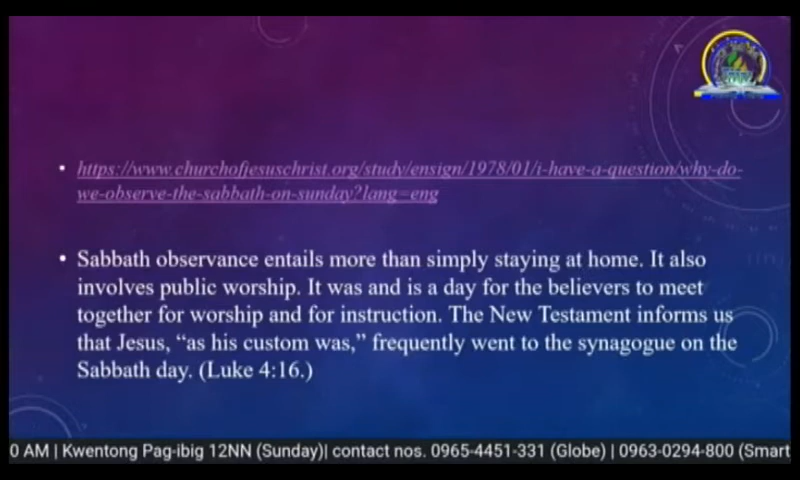 • https://www.churchofjesuschrist.org/study/ensign/1978/01/i-have-a-question/why-do-
we-observe-the-sabbath-on-sunday?lang=eng
• Sabbath observance entails more than simply staying at home. It also
involves public worship. It was and is a day for the believers to meet
together for worship and for instruction. The New Testament informs us
that Jesus, “as his custom was,” frequently went to the synagogue on the
Sabbath day. (Luke 4:16.)
0 AM | Kwentong Pag-ibig 12NN (Sunday)| contact nos. 0965-4451-331 (Globe) | 0963-0294-800 (Smart